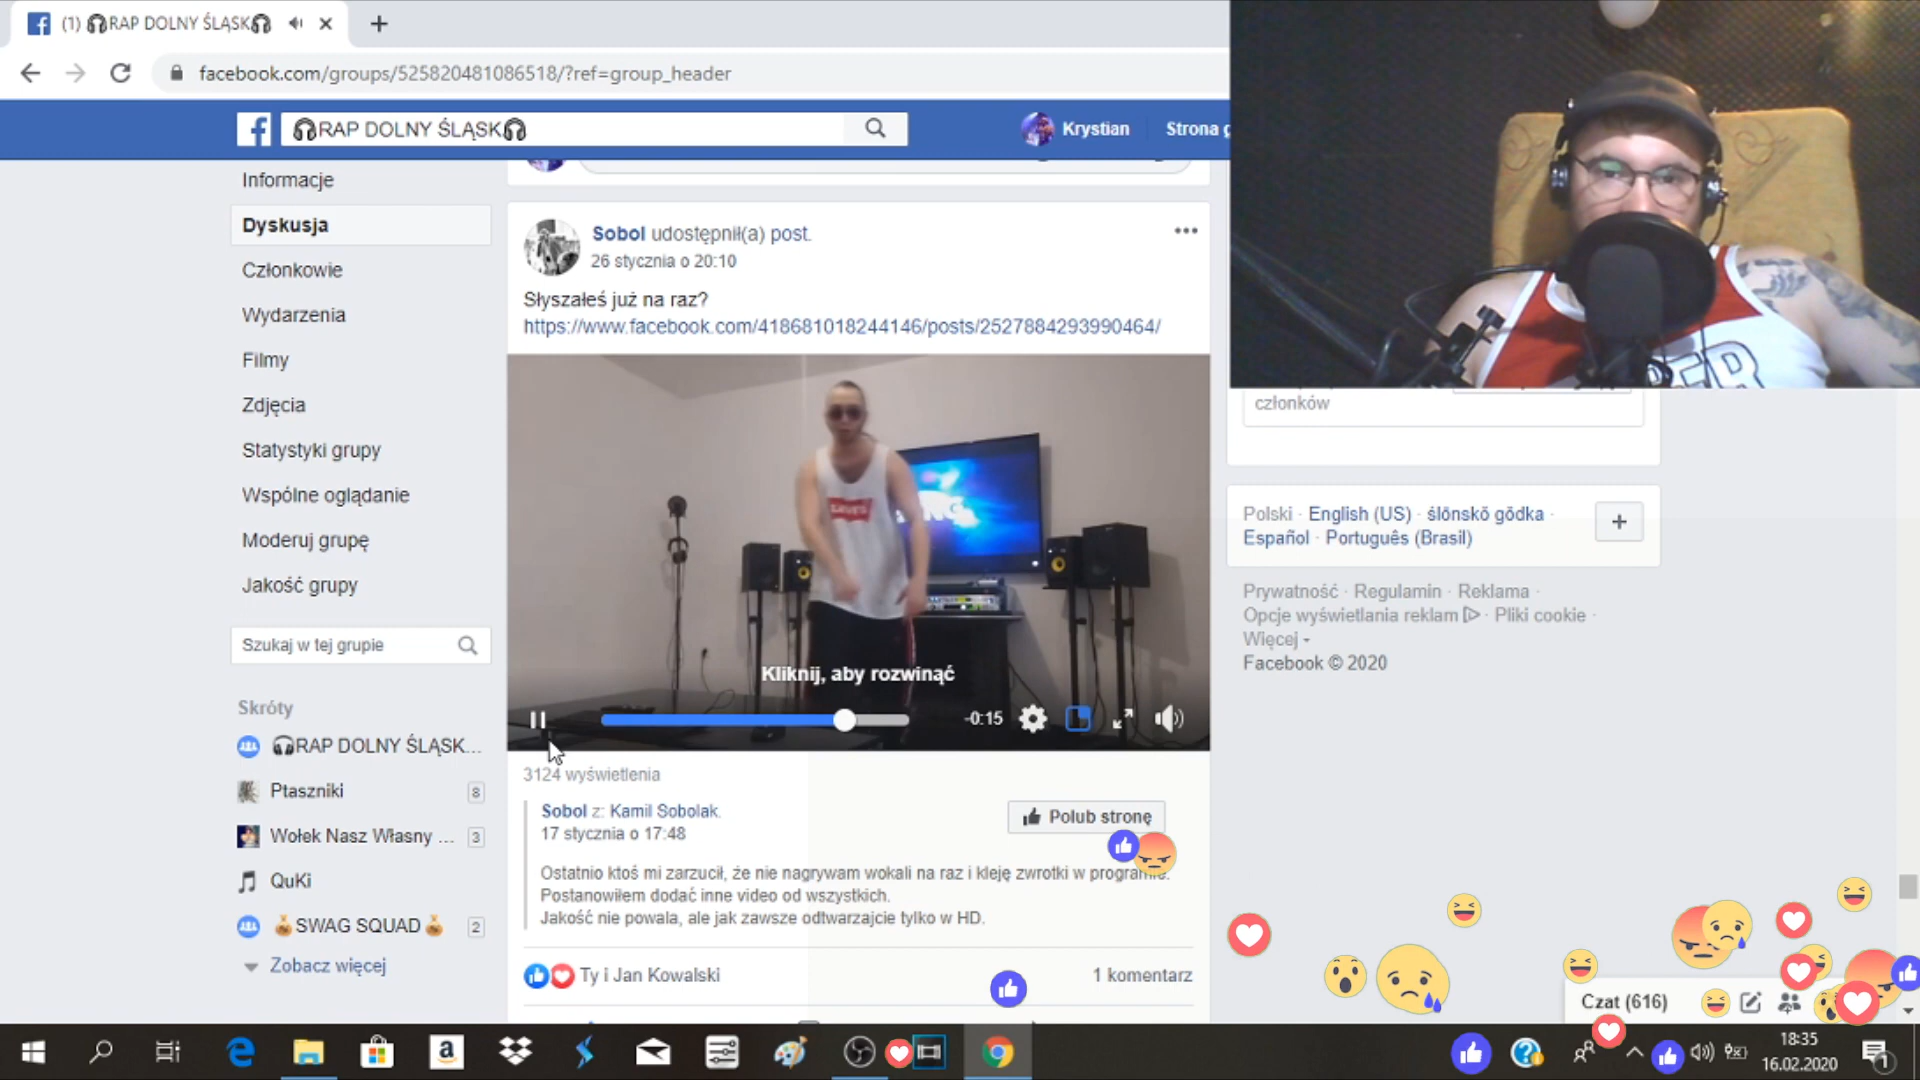 (1) 🎧RAP DOLNY ŚLĄSK🎧
facebook.com/groups/525820481086518/?ref=group_header
🎧RAP DOLNY ŚLĄSK🎧
Krystian
Strona g
Informacje
Dyskusja
Członkowie
Wydarzenia
Filmy
Zdjęcia
Statystyki grupy
Wspólne oglądanie
Moderuj grupę
Jakość grupy
Szukaj w tej grupie
Skróty
🎧RAP DOLNY ŚLĄSK...
Ptaszniki 8
Wołek Nasz Własny ... 3
QuKi
SWAG SQUAD 2
Zobacz więcej
Sobol udostępnił(a) post.
26 stycznia o 20:10
Słyszałeś już na raz?
https://www.facebook.com/418681018244146/posts/2527884293990464/
Kliknij, aby rozwinąć
-0:15
3124 wyświetlenia
Sobol z: Kamil Sobolak.
17 stycznia o 17:48
Polub stronę
Ostatnio ktoś mi zarzucił, że nie nagrywam wokali na raz i kleję zwrotki w programie.
Postanowiłem dodać inne video od wszystkich.
Jakość nie powala, ale jak zawsze odtwarzajcie tylko w HD.
Ty i Jan Kowalski
1 komentarz
członków
Polski · English (US) · ślōnskŏ gŏdka ·
Español · Português (Brasil)
Prywatność · Regulamin · Reklama ·
Opcje wyświetlania reklam · Pliki cookie ·
Więcej
Facebook © 2020
Czat (616)
18:35
16.02.2020
1